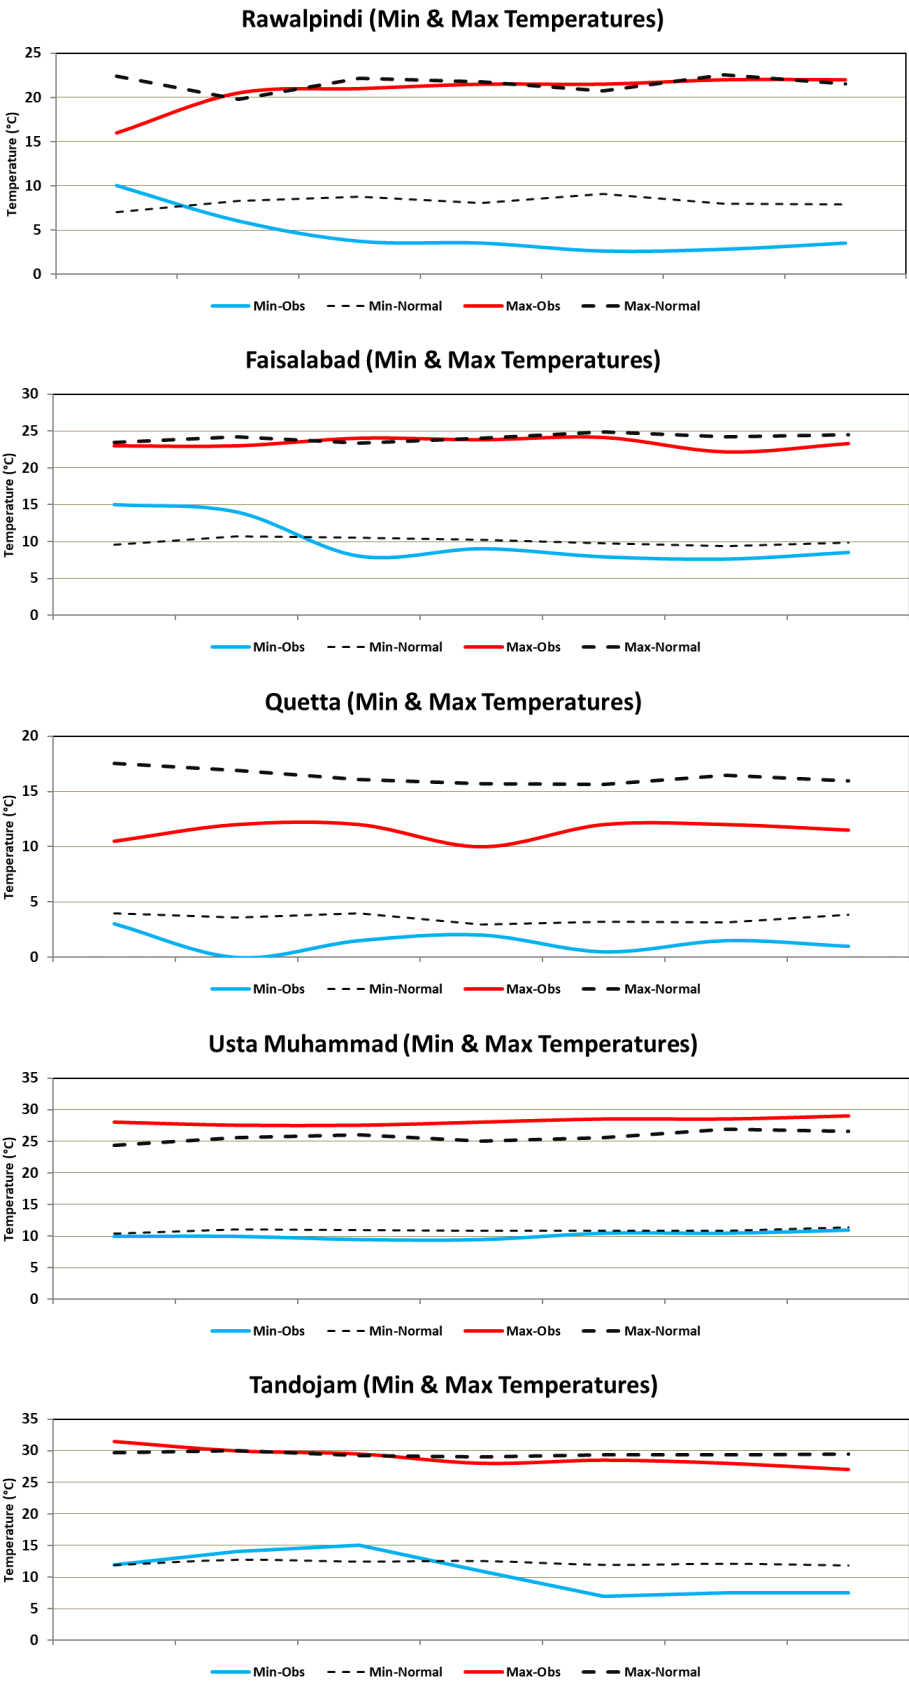 Rawalpindi (Min & Max Temperatures)
25
20
15
10
5
0
Temperature (°C)
Min-Obs Min-Normal Max-Obs Max-Normal
Faisalabad (Min & Max Temperatures)
30
25
20
15
10
5
0
Temperature (°C)
Min-Obs Min-Normal Max-Obs Max-Normal
Quetta (Min & Max Temperatures)
20
15
10
5
0
Temperature (°C)
Min-Obs Min-Normal Max-Obs Max-Normal
Usta Muhammad (Min & Max Temperatures)
35
30
25
20
15
10
5
0
Temperature (°C)
Min-Obs Min-Normal Max-Obs Max-Normal
Tandojam (Min & Max Temperatures)
35
30
25
20
15
10
5
0
Temperature (°C)
Min-Obs Min-Normal Max-Obs Max-Normal